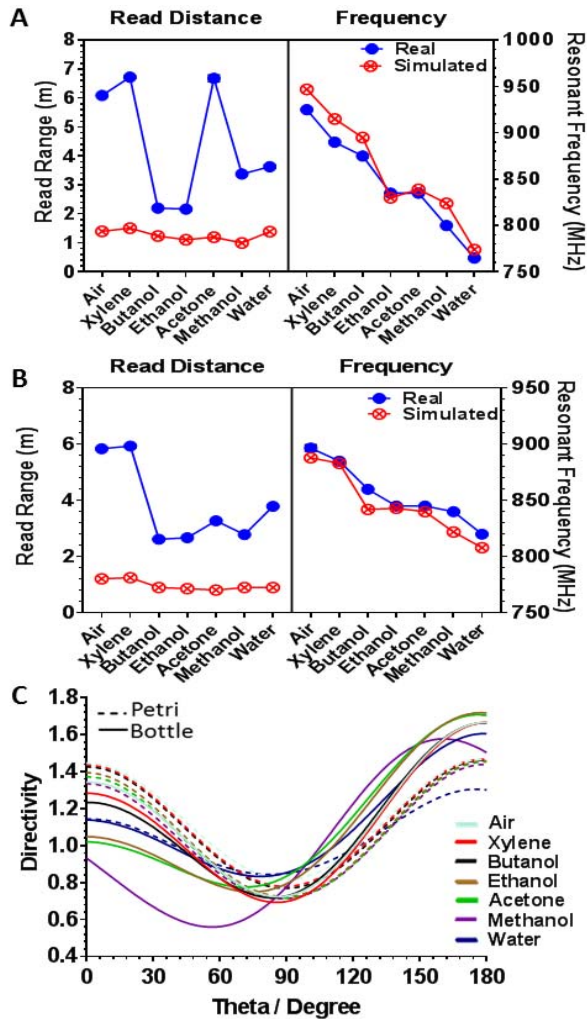 A
Read Distance
Frequency
8
7
6
5
4
3
2
1
0
Read Range (m)
Real
Simulated
1000
950
900
850
800
750
Resonant Frequency (MHz)
Air
Xylene
Butanol
Ethanol
Acetone
Methanol
Water
Air
Xylene
Butanol
Ethanol
Acetone
Methanol
Water
B
Read Distance
Frequency
8
6
4
2
0
Read Range (m)
Real
Simulated
950
900
850
800
750
Resonant Frequency (MHz)
Air
Xylene
Butanol
Ethanol
Acetone
Methanol
Water
Air
Xylene
Butanol
Ethanol
Acetone
Methanol
Water
C
1.8
1.6
1.4
1.2
1.0
0.8
0.6
0.4
Directivity
Petri
Bottle
Air
Xylene
Butanol
Ethanol
Acetone
Methanol
Water
0 30 60 90 120 150 180
Theta / Degree